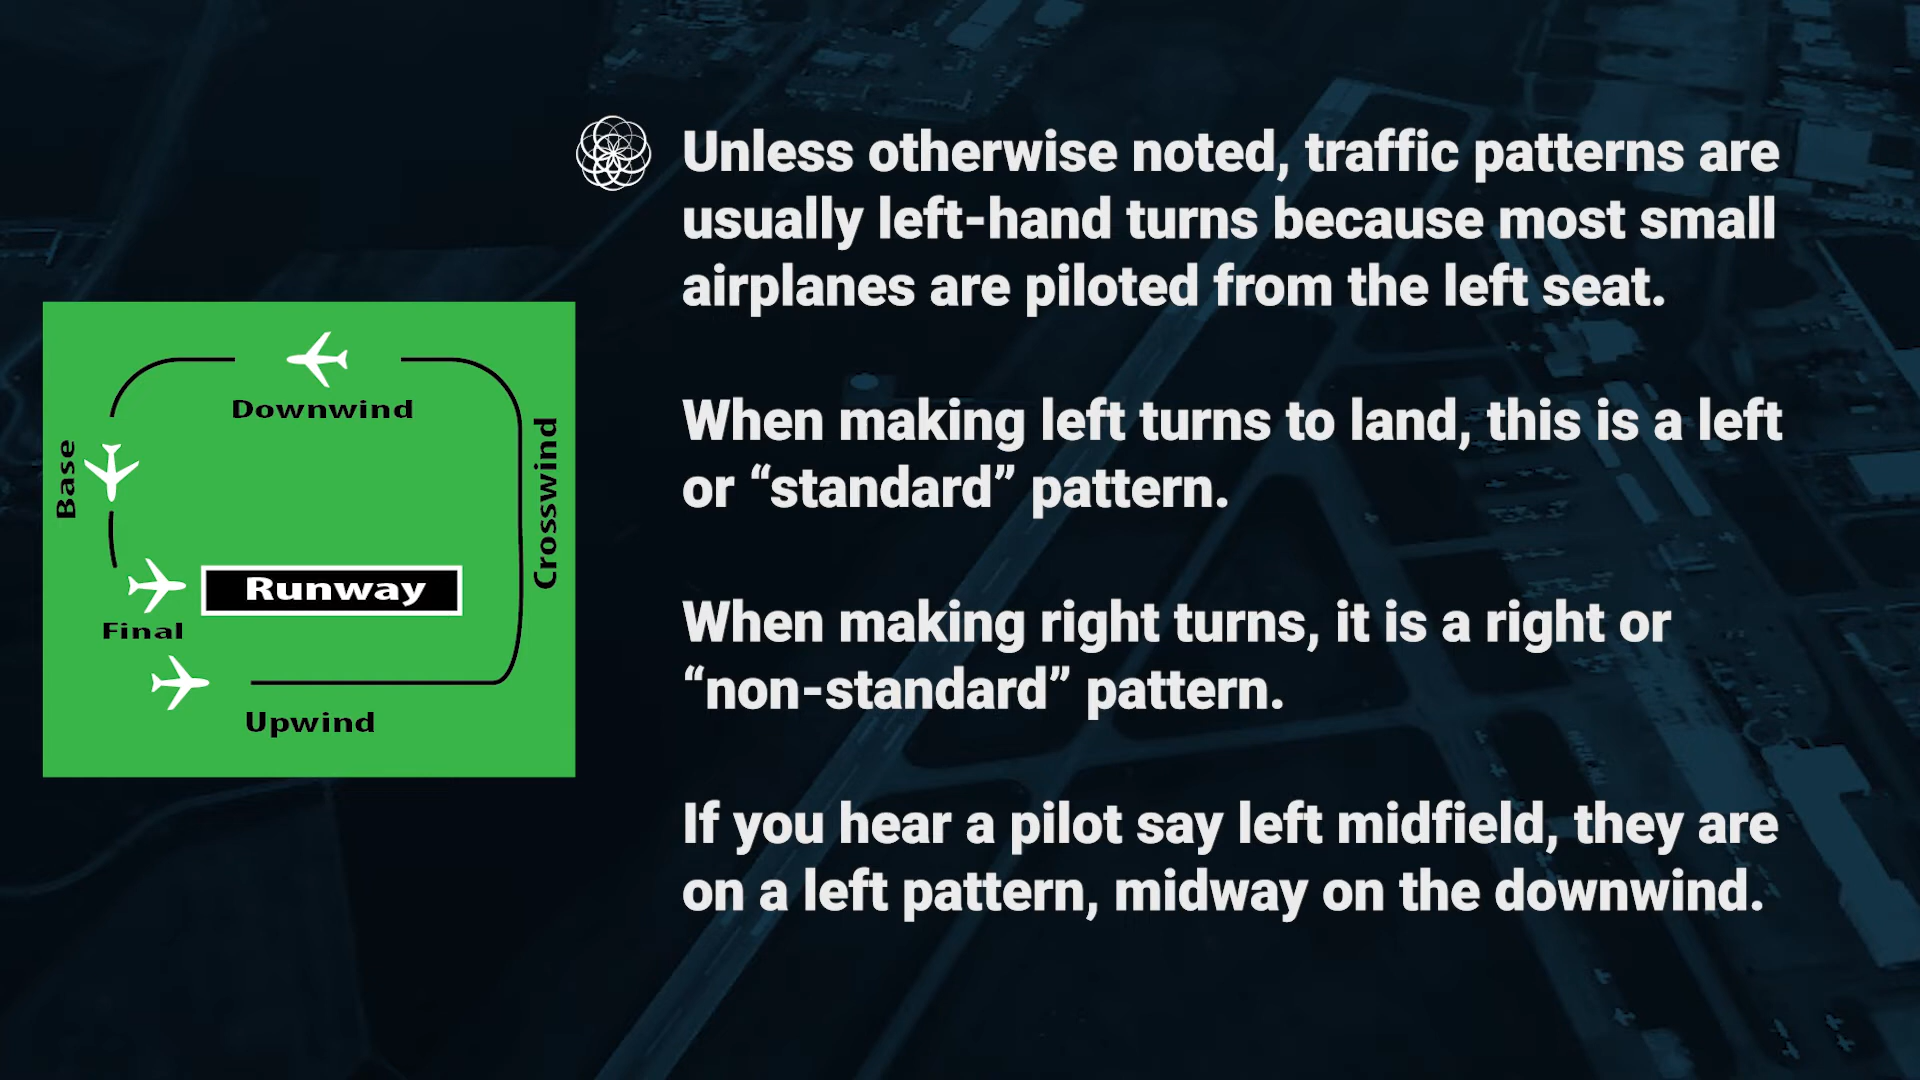 Unless otherwise noted, traffic patterns are
usually left-hand turns because most small
airplanes are piloted from the left seat.
When making left turns to land, this is a left
or “standard” pattern.
When making right turns, it is a right or
“non-standard” pattern.
If you hear a pilot say left midfield, they are
on a left pattern, midway on the downwind.
Downwind
Base
Crosswind
Runway
Final
Upwind